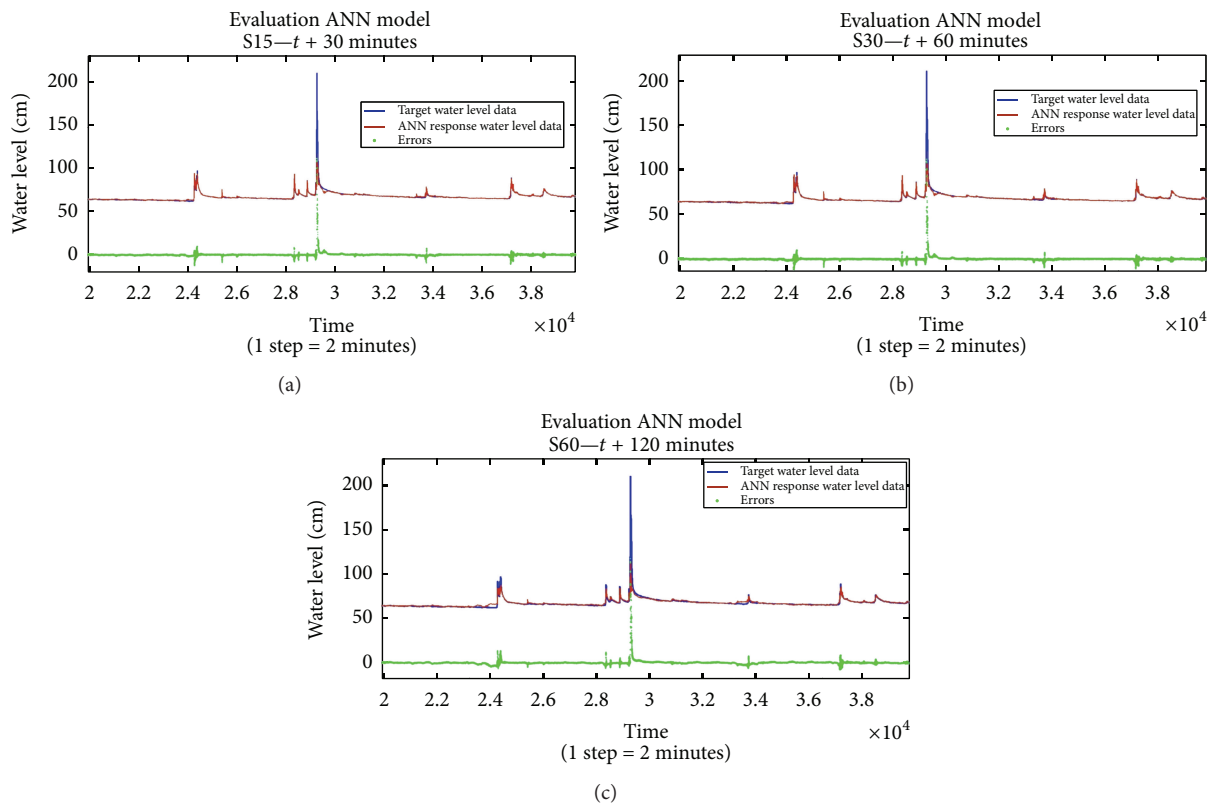 Evaluation ANN model
S15—t + 30 minutes
Water level (cm)
200
150
100
50
0
Target water level data
ANN response water level data
Errors
2 2.2 2.4 2.6 2.8 3 3.2 3.4 3.6 3.8
Time
×10⁴
(1 step = 2 minutes)
(a)
Evaluation ANN model
S30—t + 60 minutes
Water level (cm)
200
150
100
50
0
Target water level data
ANN response water level data
Errors
2 2.2 2.4 2.6 2.8 3 3.2 3.4 3.6 3.8
Time
×10⁴
(1 step = 2 minutes)
(b)
Evaluation ANN model
S60—t + 120 minutes
Water level (cm)
200
150
100
50
0
Target water level data
ANN response water level data
Errors
2 2.2 2.4 2.6 2.8 3 3.2 3.4 3.6 3.8
Time
×10⁴
(1 step = 2 minutes)
(c)